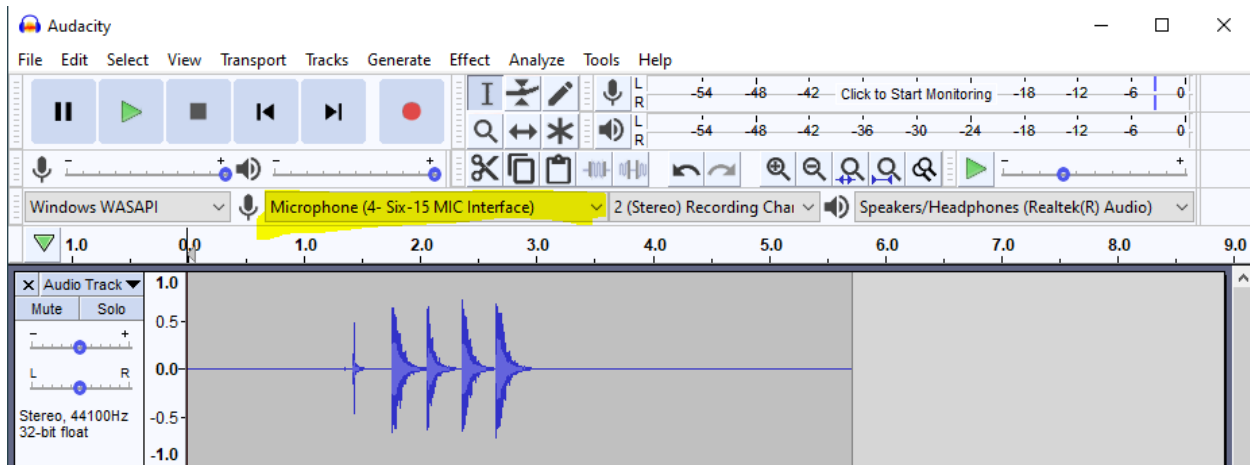 Audacity
File Edit Select View Transport Tracks Generate Effect Analyze Tools Help
L
R
-54 -48 -42 Click to Start Monitoring -18 -12 -6 0
L
R
-54 -48 -42 -36 -30 -24 -18 -12 -6 0
- + - +
- +
Windows WASAPI Microphone (4- Six-15 MIC Interface) 2 (Stereo) Recording Chai Speakers/Headphones (Realtek(R) Audio)
1.0 0.0 1.0 2.0 3.0 4.0 5.0 6.0 7.0 8.0 9.0
X Audio Track 1.0
Mute Solo
0.5
- +
L R 0.0
Stereo, 44100Hz -0.5
32-bit float
-1.0